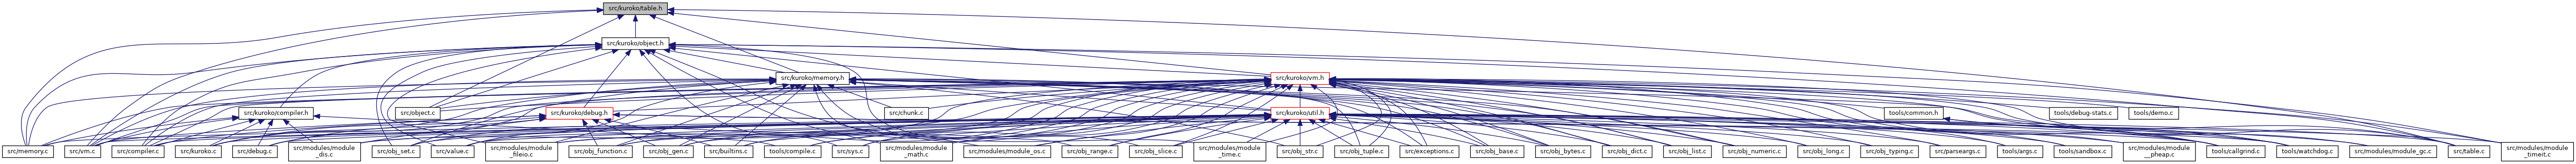 src/kuroko/table.h
src/kuroko/object.h
src/kuroko/memory.h
src/kuroko/vm.h
src/kuroko/compiler.h
src/object.c
src/kuroko/debug.h
src/chunk.c
src/kuroko/util.h
tools/common.h
tools/debug-stats.c
tools/demo.c
src/memory.c
src/vm.c
src/compiler.c
src/kuroko.c
src/debug.c
src/modules/module
_dis.c
src/obj_set.c
src/value.c
src/modules/module
_fileio.c
src/obj_function.c
src/obj_gen.c
src/builtins.c
tools/compile.c
src/sys.c
src/modules/module
_math.c
src/modules/module_os.c
src/obj_range.c
src/obj_slice.c
src/modules/module
_time.c
src/obj_str.c
src/obj_tuple.c
src/exceptions.c
src/obj_base.c
src/obj_bytes.c
src/obj_dict.c
src/obj_list.c
src/obj_numeric.c
src/obj_long.c
src/obj_typing.c
src/parseargs.c
tools/args.c
tools/sandbox.c
src/modules/module
_pheap.c
tools/callgrind.c
tools/watchdog.c
src/modules/module_gc.c
src/table.c
src/modules/module
_timeit.c